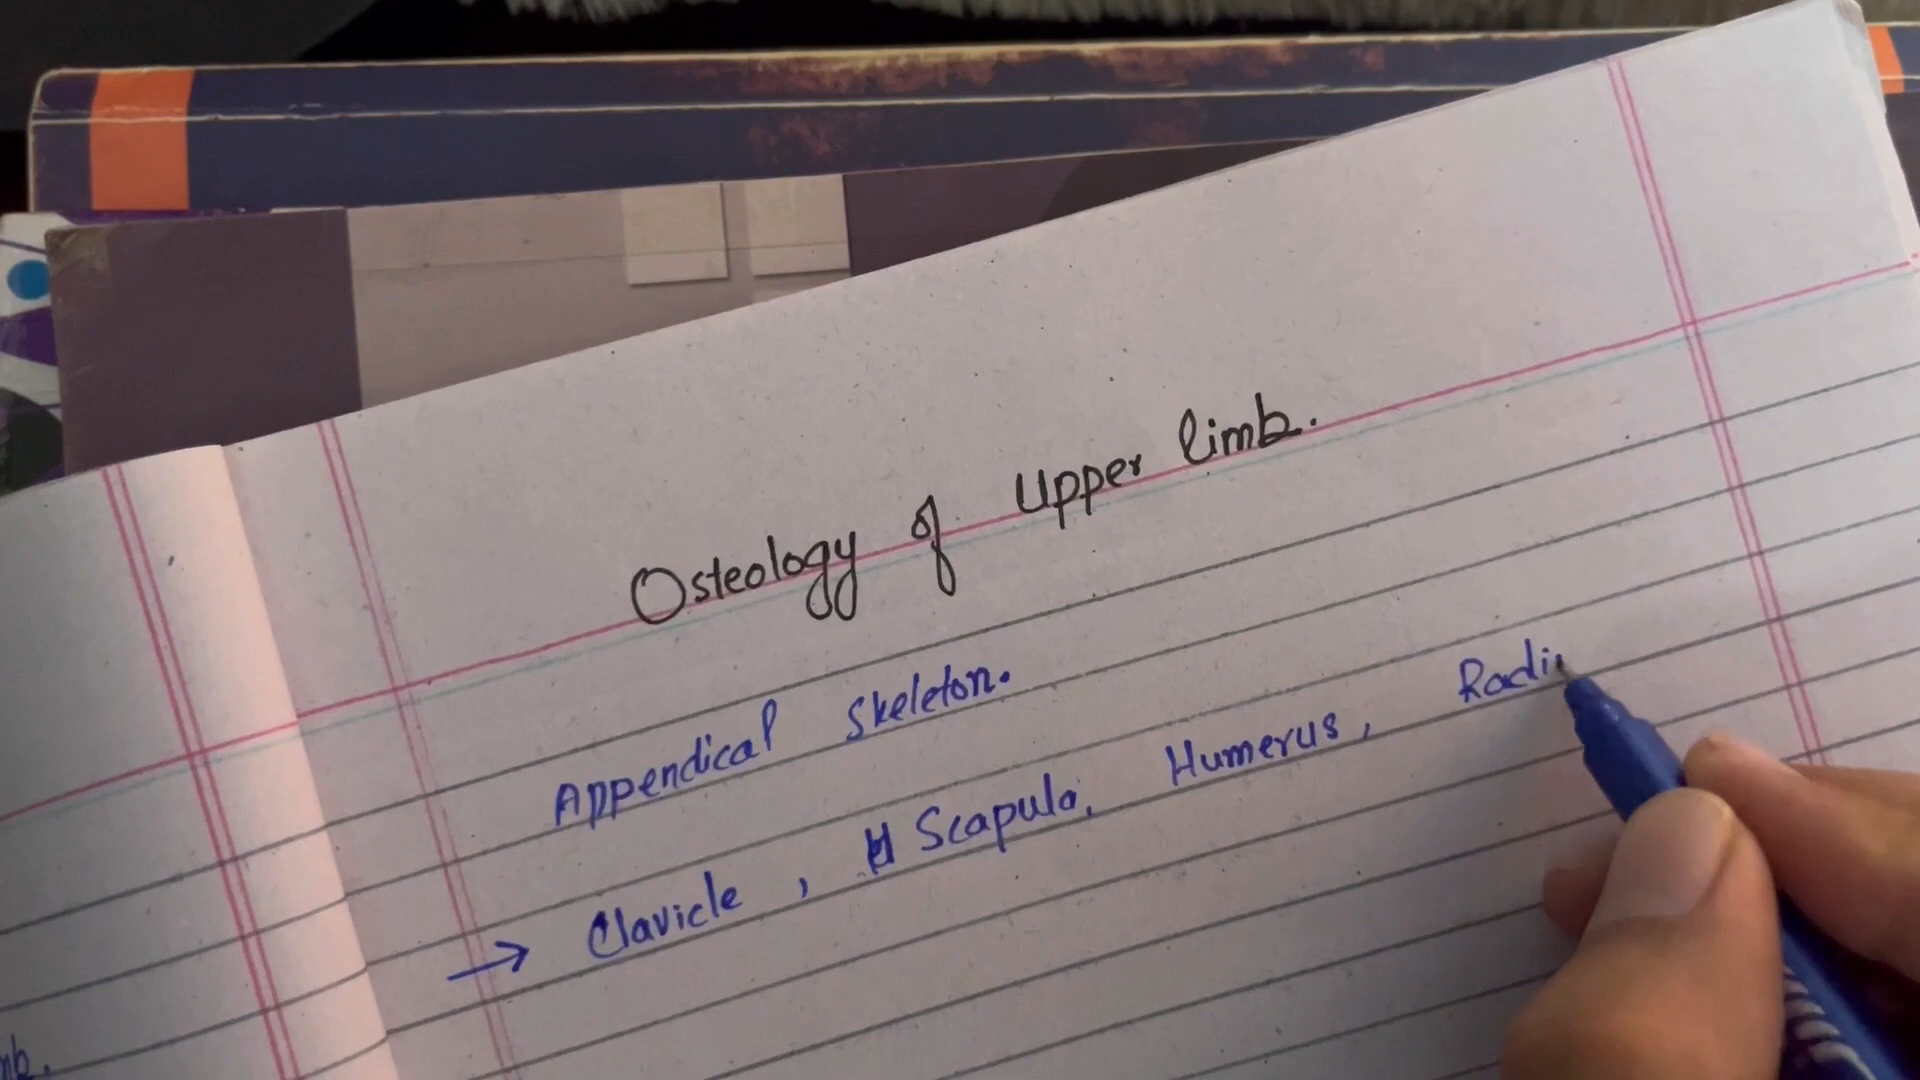 Osteology of Upper limb.
Appendical Skeleton.
→ Clavicle , Scapula, Humerus, Radi